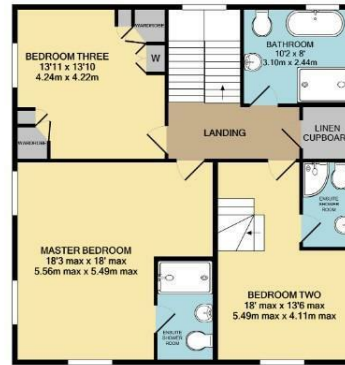 WARDROBE
BEDROOM THREE
13'11 x 13'10
4.24m x 4.22m
W
BATHROOM
10'2 x 8'
3.10m x 2.44m
LANDING
LINEN
CUPBOARD
WARDROBE
ENSUITE
SHOWER
ROOM
MASTER BEDROOM
18'3 max x 18' max
5.56m max x 5.49m max
BEDROOM TWO
18' max x 13'6 max
5.49m max x 4.11m max
ENSUITE
SHOWER
ROOM